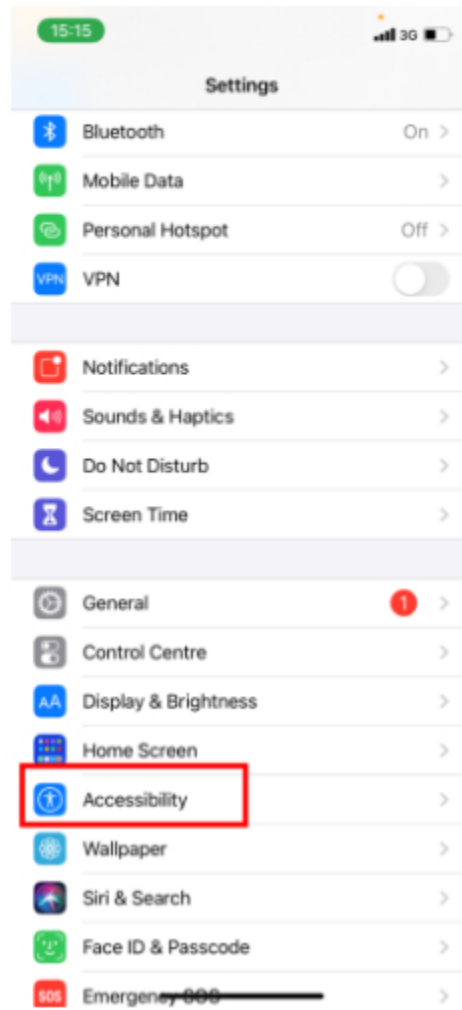 15:15
3G
Settings
Bluetooth On
Mobile Data
Personal Hotspot Off
VPN VPN
Notifications
Sounds & Haptics
Do Not Disturb
Screen Time
General 1
Control Centre
AA Display & Brightness
Home Screen
Accessibility
Wallpaper
Siri & Search
Face ID & Passcode
SOS Emergency SOS